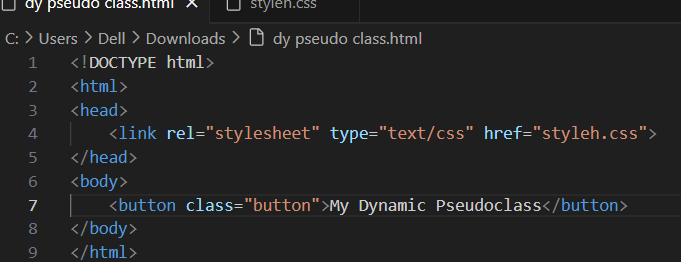 dy pseudo class.html × styleh.css
C: > Users > Dell > Downloads > dy pseudo class.html
1 <!DOCTYPE html>
2 <html>
3 <head>
4 <link rel="stylesheet" type="text/css" href="styleh.css">
5 </head>
6 <body>
7 <button class="button">My Dynamic Pseudoclass</button>
8 </body>
9 </html>